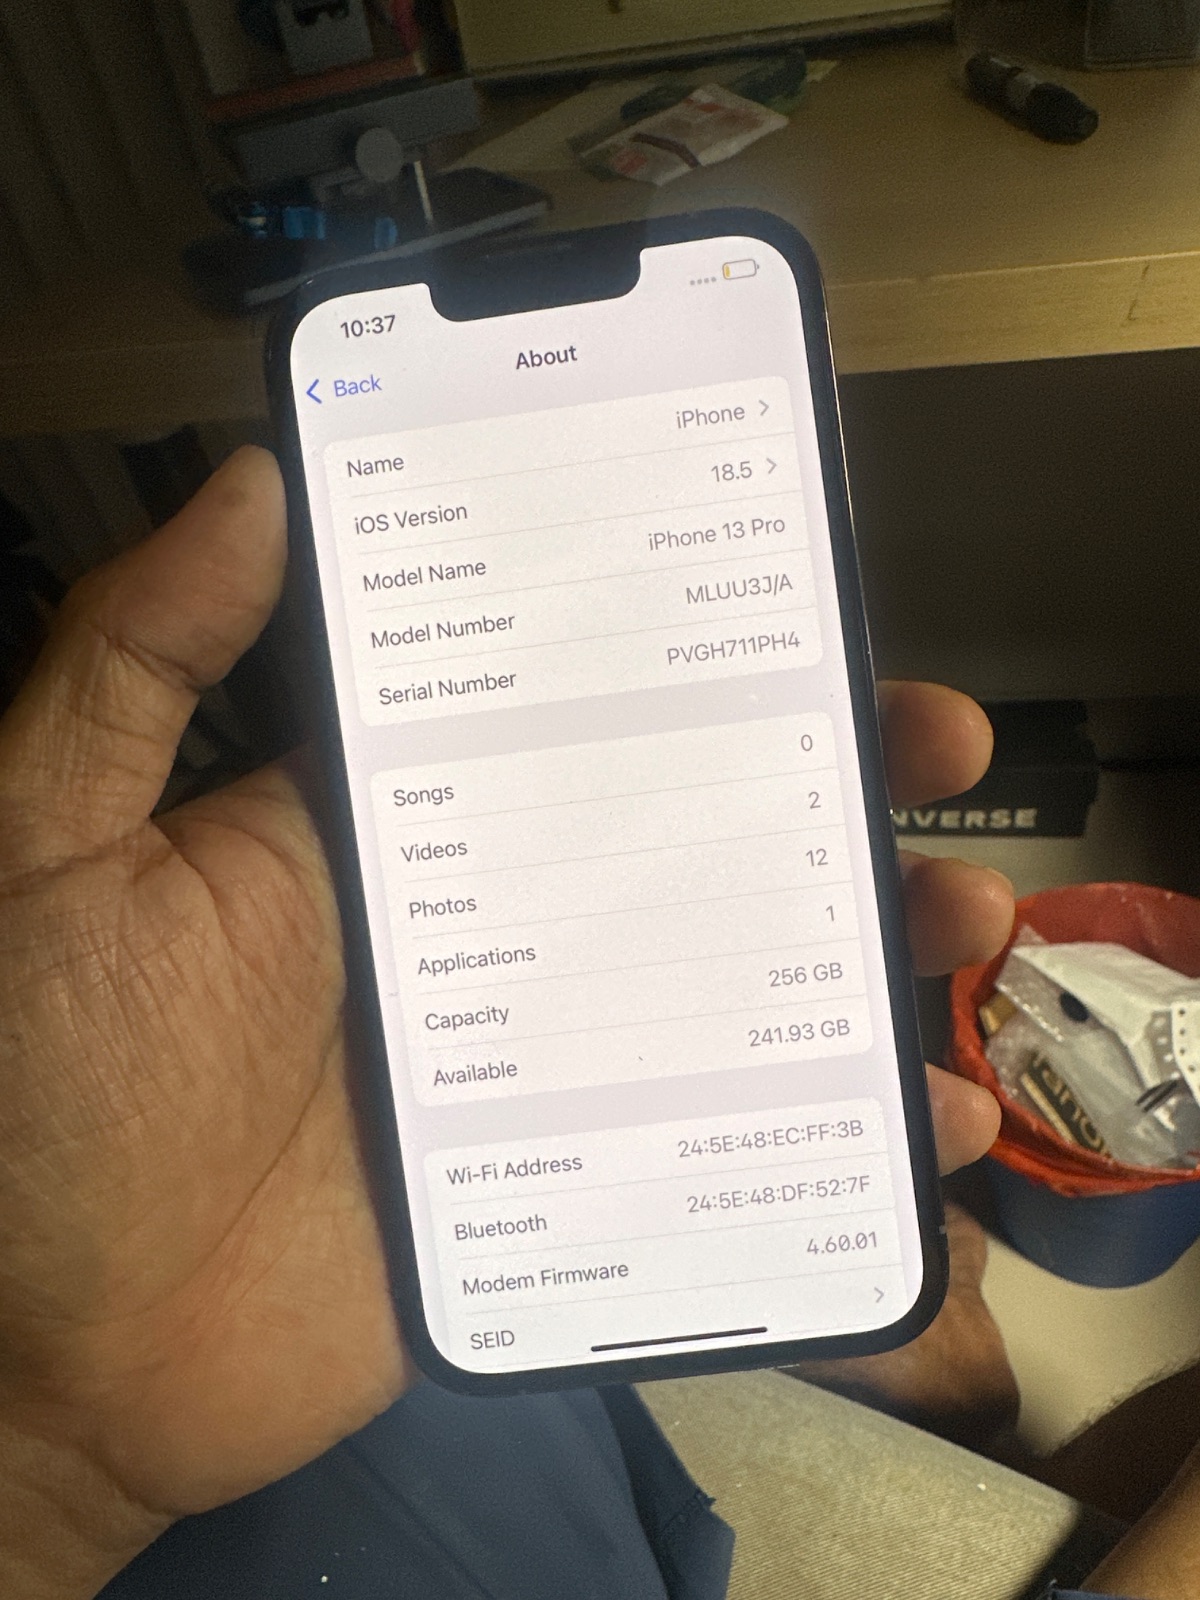 10:37
Back
About
Name iPhone
iOS Version 18.5
Model Name iPhone 13 Pro
Model Number MLUU3J/A
Serial Number PVGH711PH4
Songs 0
Videos 2
Photos 12
Applications 1
Capacity 256 GB
Available 241.93 GB
Wi-Fi Address 24:5E:48:EC:FF:3B
Bluetooth 24:5E:48:DF:52:7F
Modem Firmware 4.60.01
SEID
NVERSE